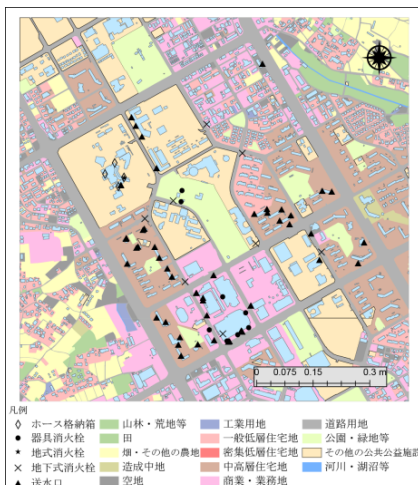 0 0.075 0.15 0.3 m
凡例
ホース格納箱
器具消火栓
地式消火栓
地下式消火栓
送水口
山林・荒地等
田
畑・その他の農地
造成中地
空地
工業用地
一般低層住宅地
密集低層住宅地
中高層住宅地
商業・業務地
道路用地
公園・緑地等
その他の公共公益施設
河川・湖沼等